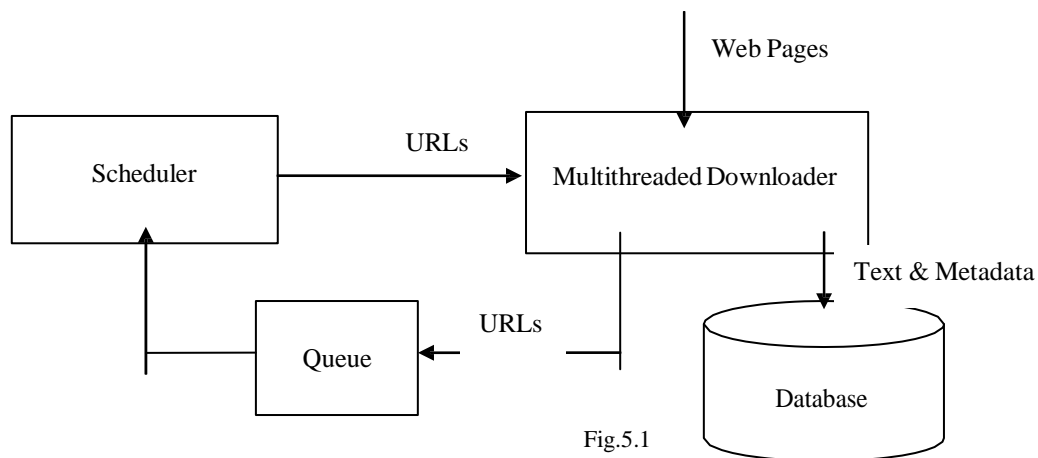 Web Pages
URLs
Scheduler
Multithreaded Downloader
Text & Metadata
URLs
Queue
Database
Fig.5.1